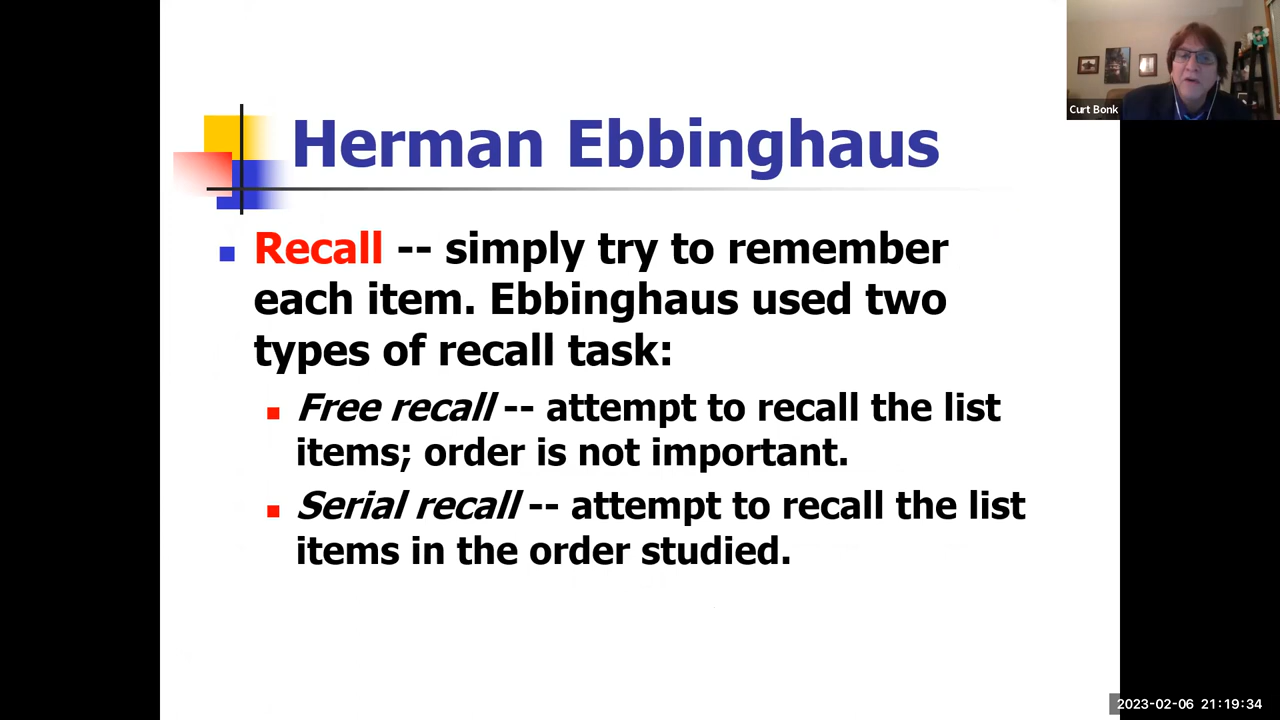 Curt Bonk
Herman Ebbinghaus
Recall -- simply try to remember
each item. Ebbinghaus used two
types of recall task:
Free recall -- attempt to recall the list
items; order is not important.
Serial recall -- attempt to recall the list
items in the order studied.
2023-02-06 21:19:34